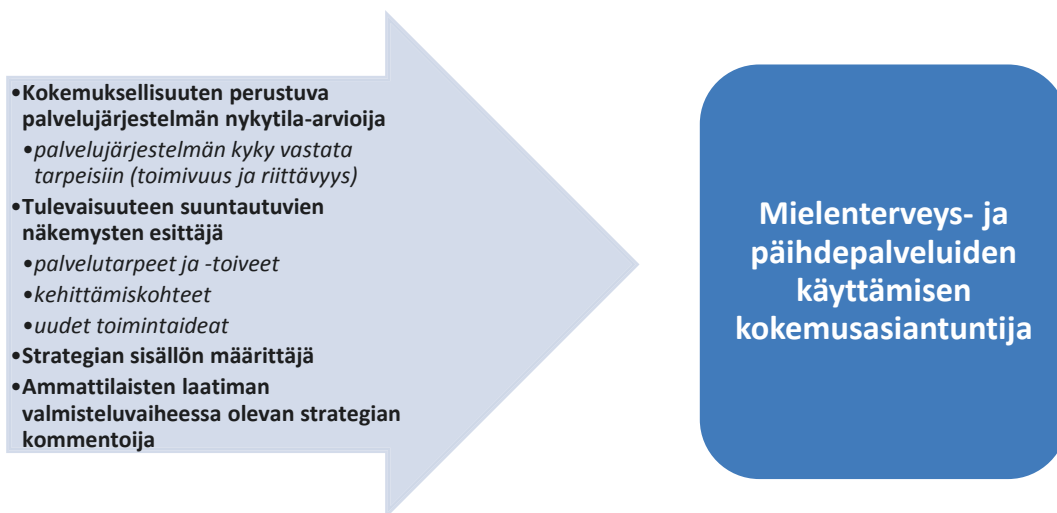 •Kokemuksellisuuten perustuva
palvelujärjestelmän nykytila-arvioija
•palvelujärjestelmän kyky vastata
tarpeisiin (toimivuus ja riittävyys)
•Tulevaisuuteen suuntautuvien
näkemysten esittäjä
•palvelutarpeet ja -toiveet
•kehittämiskohteet
•uudet toimintaideat
•Strategian sisällön määrittäjä
•Ammattilaisten laatiman
valmisteluvaiheessa olevan strategian
kommentoija
Mielenterveys- ja
päihdepalveluiden
käyttämisen
kokemusasiantuntija